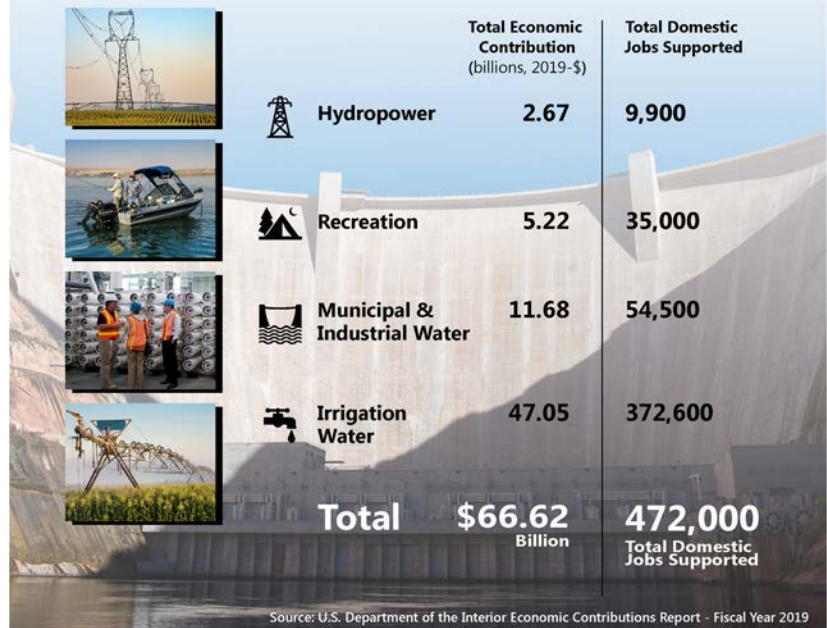 Total Economic
Contribution
(billions, 2019-$)
Total Domestic
Jobs Supported
Hydropower
2.67
9,900
Recreation
5.22
35,000
Municipal &
Industrial Water
11.68
54,500
Irrigation
Water
47.05
372,600
Total
$66.62
Billion
472,000
Total Domestic
Jobs Supported
Source: U.S. Department of the Interior Economic Contributions Report - Fiscal Year 2019